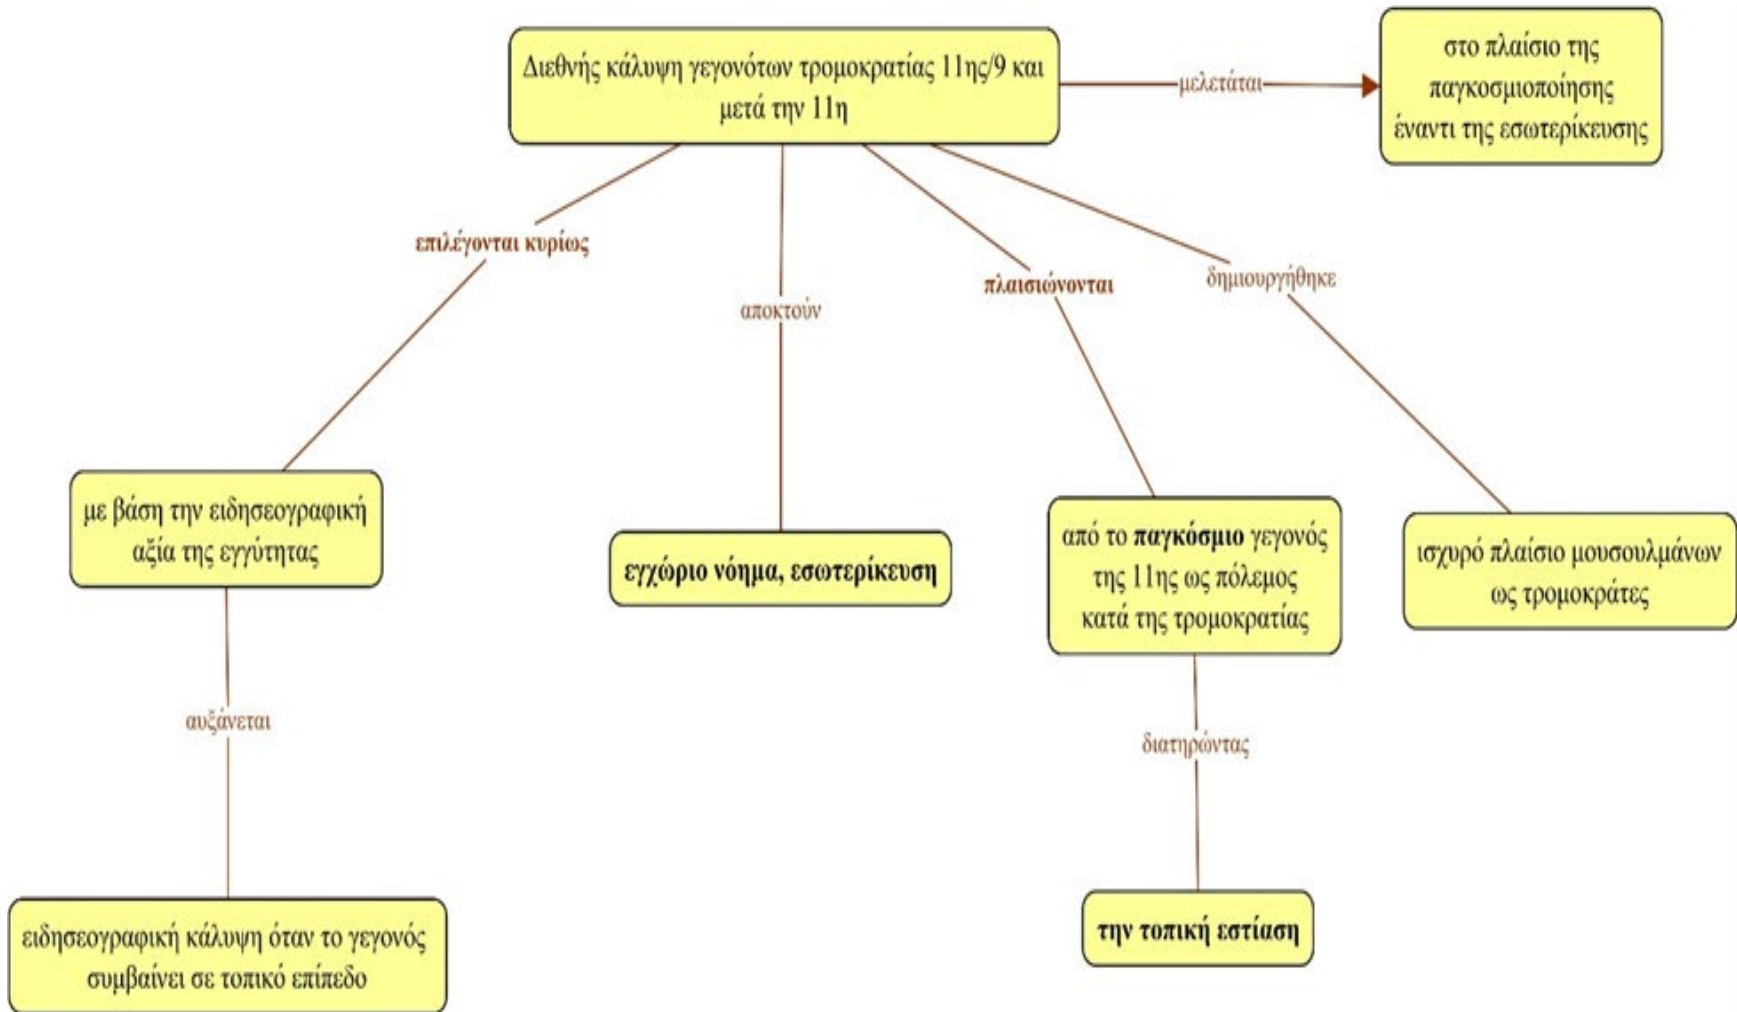 Διεθνής κάλυψη γεγονότων τρομοκρατίας 11ης/9 και
μετά την 11η
μελετάται
στο πλαίσιο της
παγκοσμιοποίησης
έναντι της εσωτερίκευσης
επιλέγονται κυρίως
αποκτούν
πλαισιώνονται
δημιουργήθηκε
με βάση την ειδησεογραφική
αξία της εγγύτητας
εγχώριο νόημα, εσωτερίκευση
από το παγκόσμιο γεγονός
της 11ης ως πόλεμος
κατά της τρομοκρατίας
ισχυρό πλαίσιο μουσουλμάνων
ως τρομοκράτες
αυξάνεται
διατηρώντας
ειδησεογραφική κάλυψη όταν το γεγονός
συμβαίνει σε τοπικό επίπεδο
την τοπική εστίαση